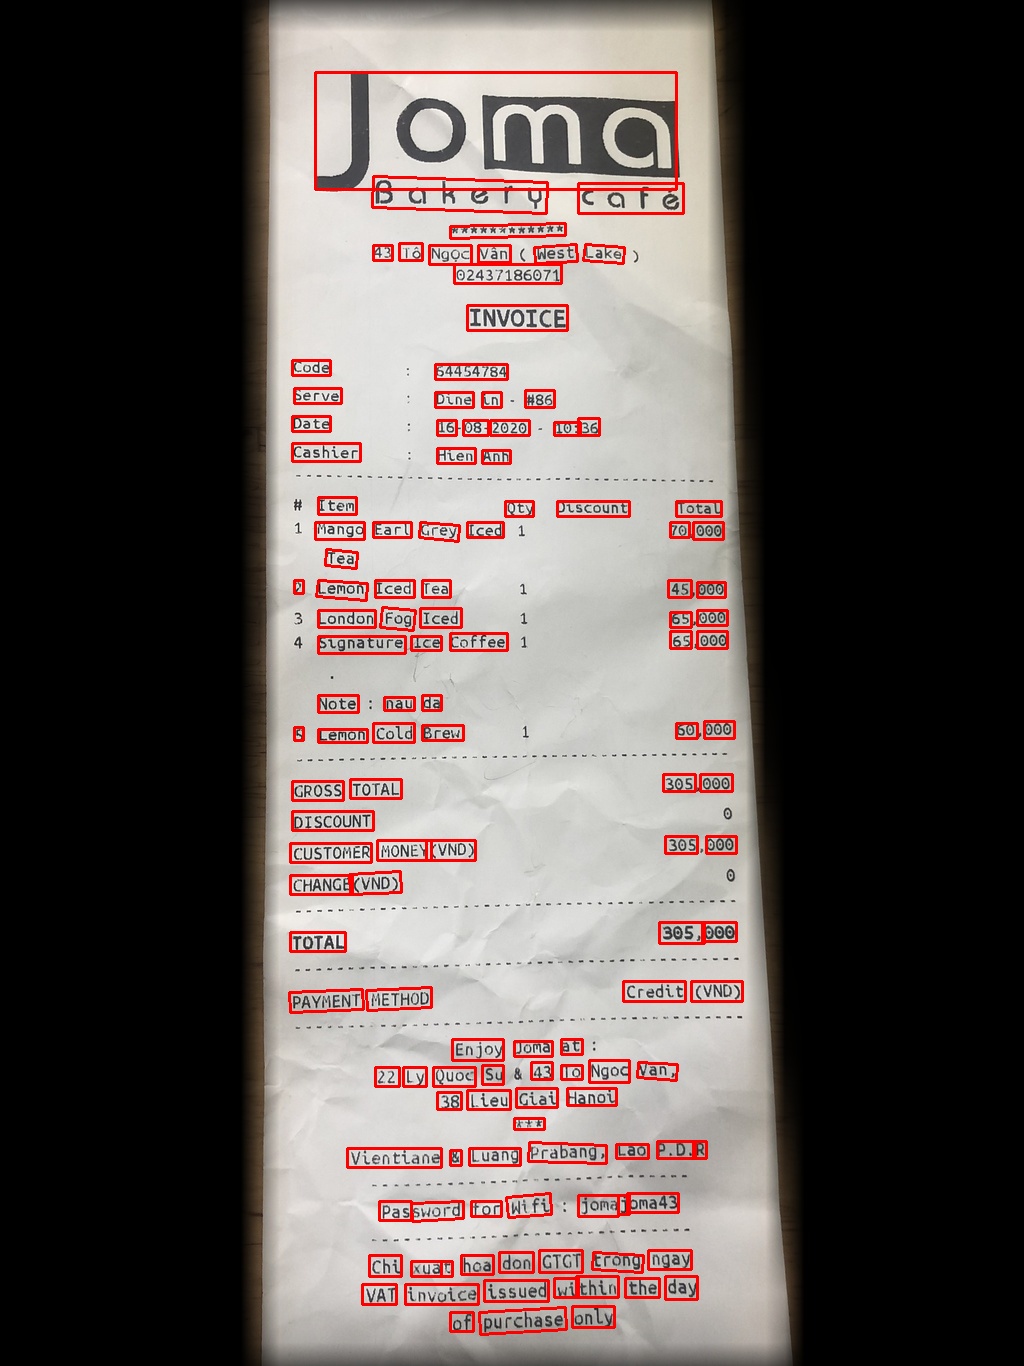 Joma
Bakery café
************
43 Tô Ngọc Vân ( West Lake )
02437186071
INVOICE
Code : 54454784
Serve : Dine in - #86
Date : 16-08-2020 - 10:36
Cashier : Hien Anh
# Item Qty Discount Total
1 Mango Earl Grey Iced 1 70,000
Tea
2 Lemon Iced Tea 1 45,000
3 London Fog Iced 1 65,000
4 Signature Ice Coffee 1 65,000
.
Note : nau da
5 Lemon Cold Brew 1 60,000
GROSS TOTAL 305,000
DISCOUNT 0
CUSTOMER MONEY(VND) 305,000
CHANGE(VND) 0
TOTAL 305,000
PAYMENT METHOD Credit (VND)
Enjoy Joma at :
22 Ly Quoc Su & 43 To Ngoc Van,
38 Lieu Giai Hanoi
***
Vientiane & Luang Prabang, Lao P.D.R
Password for Wifi : jomajoma43
Chi xuat hoa don GTGT trong ngay
VAT invoice issued within the day
of purchase only